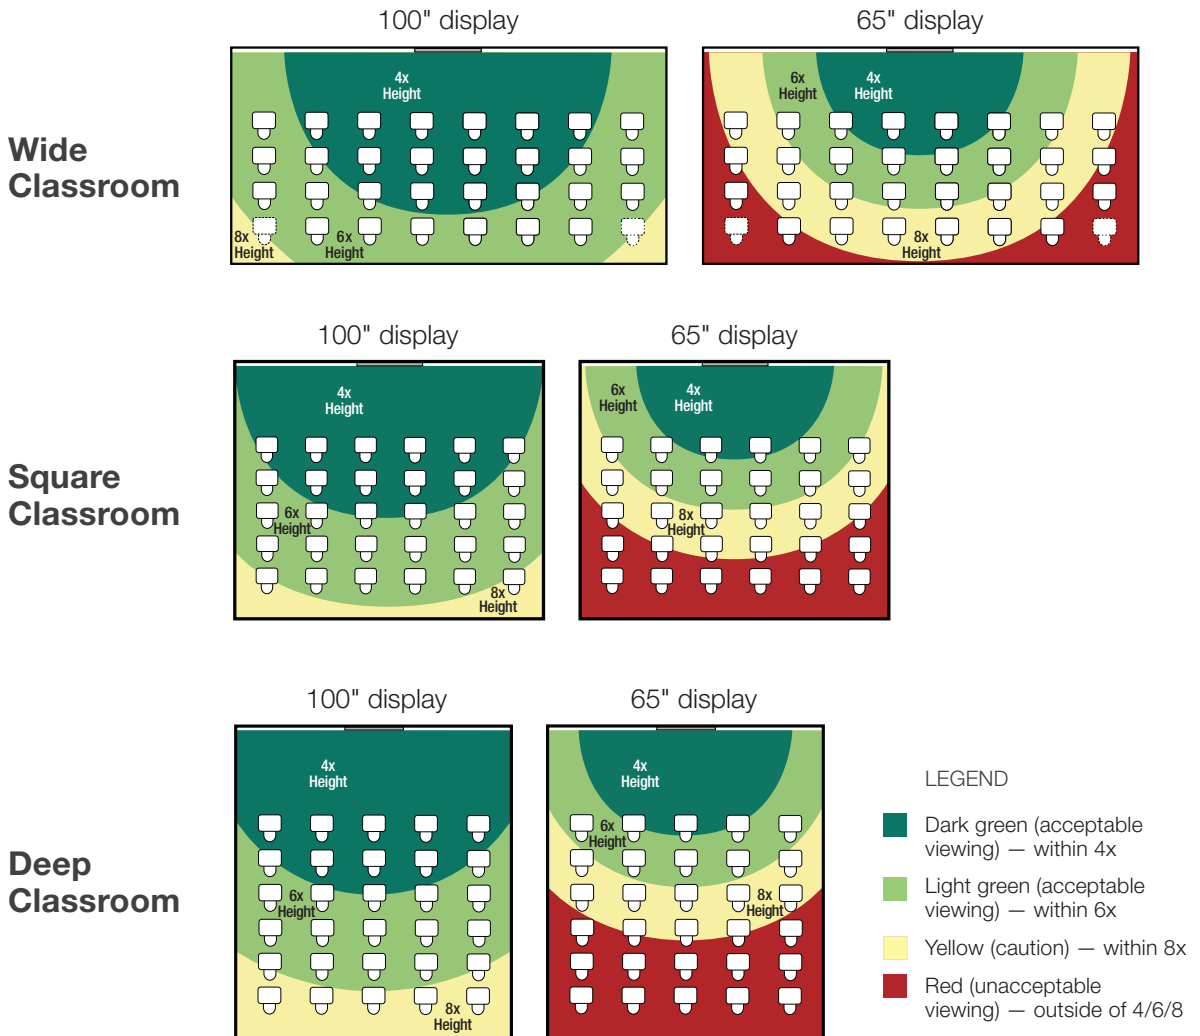 100" display
65" display
Wide
Classroom
4x
Height
8x
Height
6x
Height
6x
Height
4x
Height
8x
Height
100" display
65" display
Square
Classroom
4x
Height
6x
Height
8x
Height
6x
Height
4x
Height
8x
Height
100" display
65" display
Deep
Classroom
4x
Height
6x
Height
8x
Height
4x
Height
6x
Height
8x
Height
LEGEND
Dark green (acceptable
viewing) — within 4x
Light green (acceptable
viewing) — within 6x
Yellow (caution) — within 8x
Red (unacceptable
viewing) — outside of 4/6/8